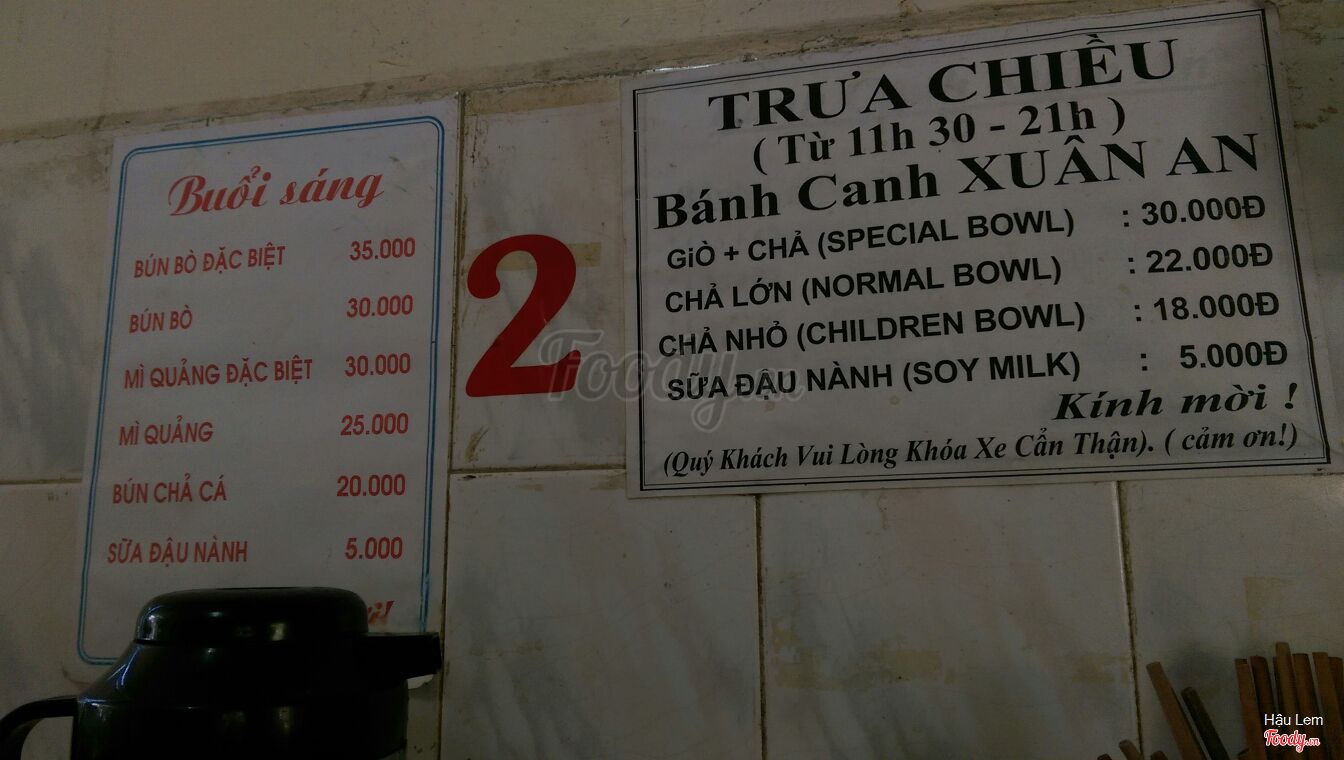 Buổi sáng
BÚN BÒ ĐẶC BIỆT 35.000
BÚN BÒ 30.000
MÌ QUẢNG ĐẶC BIỆT 30.000
MÌ QUẢNG 25.000
BÚN CHẢ CÁ 20.000
SỮA ĐẬU NÀNH 5.000
2
TRƯA CHIỀU
( Từ 11h 30 - 21h )
Bánh Canh XUÂN AN
GiÒ + CHẢ (SPECIAL BOWL) : 30.000Đ
CHẢ LỚN (NORMAL BOWL) : 22.000Đ
CHẢ NHỎ (CHILDREN BOWL) : 18.000Đ
SỮA ĐẬU NÀNH (SOY MILK) : 5.000Đ
Kính mời !
(Quý Khách Vui Lòng Khóa Xe Cẩn Thận). ( cảm ơn!)
Foody.vn
Hậu Lem
Foody.vn